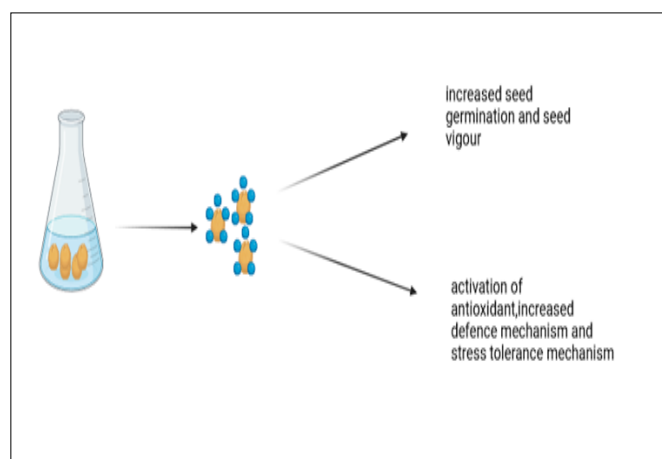 increased seed
germination and seed
vigour
activation of
antioxidant,increased
defence mechanism and
stress tolerance mechanism